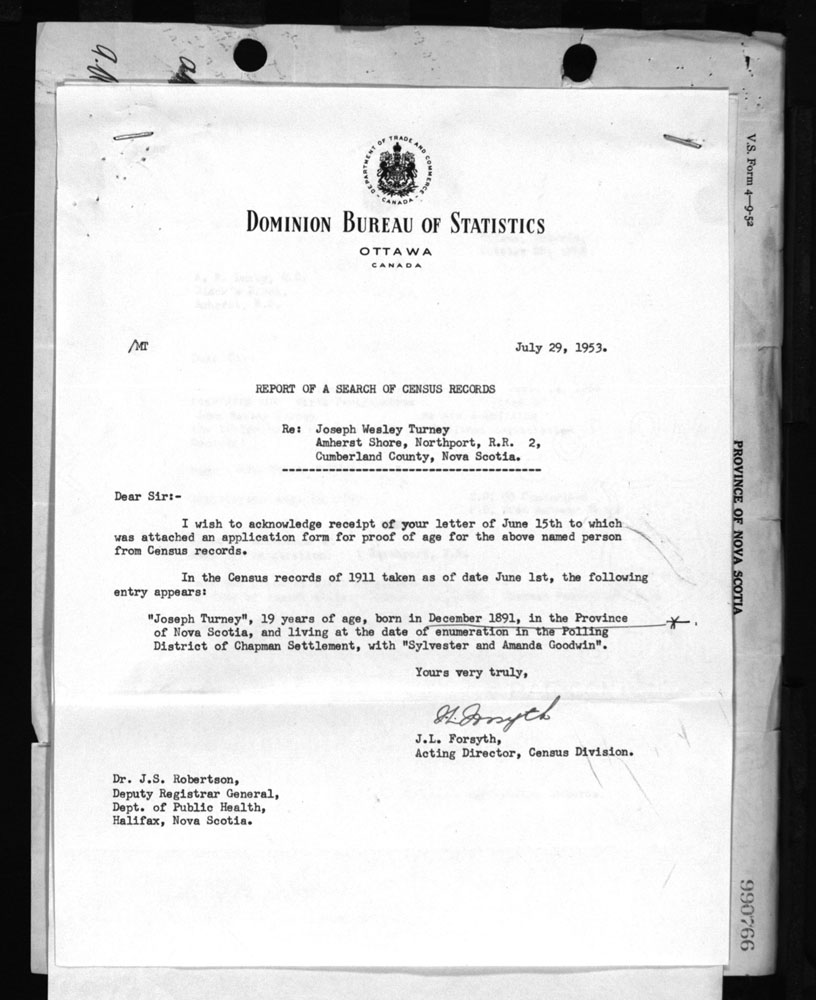 DEPARTMENT OF TRADE AND COMMERCE
CANADA
DOMINION BUREAU OF STATISTICS
OTTAWA
CANADA
/MT
July 29, 1953.
REPORT OF A SEARCH OF CENSUS RECORDS
Re: Joseph Wesley Turney
Amherst Shore, Northport, R.R. 2,
Cumberland County, Nova Scotia.
---------------------------------------
Dear Sir:-
I wish to acknowledge receipt of your letter of June 15th to which
was attached an application form for proof of age for the above named person
from Census records.
In the Census records of 1911 taken as of date June 1st, the following
entry appears:
"Joseph Turney", 19 years of age, born in December 1891, in the Province
of Nova Scotia, and living at the date of enumeration in the Polling
District of Chapman Settlement, with "Sylvester and Amanda Goodwin".
Yours very truly,
J.L. Forsyth,
Acting Director, Census Division.
Dr. J.S. Robertson,
Deputy Registrar General,
Dept. of Public Health,
Halifax, Nova Scotia.
V.S. Form 4—9-52
PROVINCE OF NOVA SCOTIA
990766